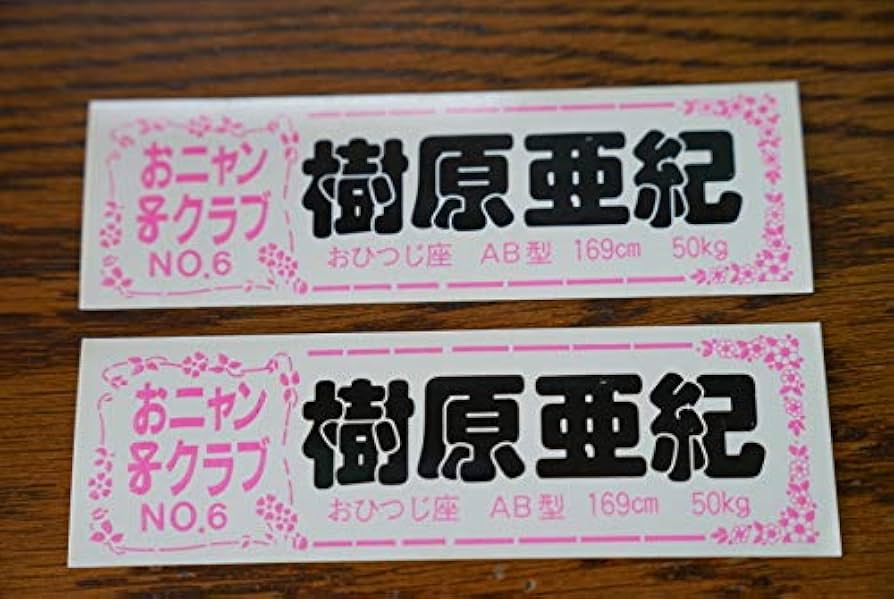 おニャン
子クラブ
NO.6
樹原亜紀
おひつじ座 AB型 169cm 50kg
おニャン
子クラブ
NO.6
樹原亜紀
おひつじ座 AB型 169cm 50kg